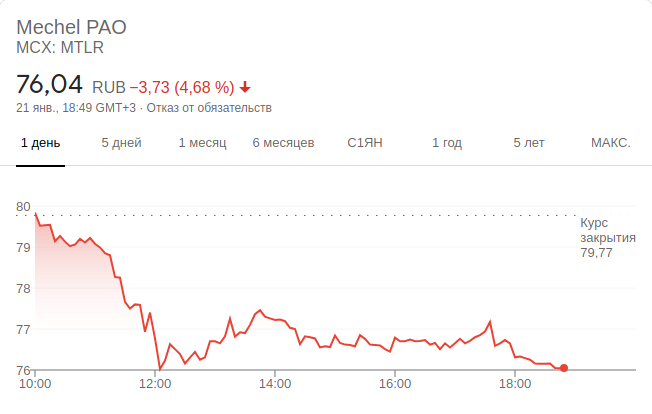 Mechel PAO
MCX: MTLR
76,04 RUB −3,73 (4,68 %)
21 янв., 18:49 GMT+3 · Отказ от обязательств
1 день 5 дней 1 месяц 6 месяцев С1ЯН 1 год 5 лет МАКС.
80
79
78
77
76
Курс
закрытия
79,77
10:00 12:00 14:00 16:00 18:00